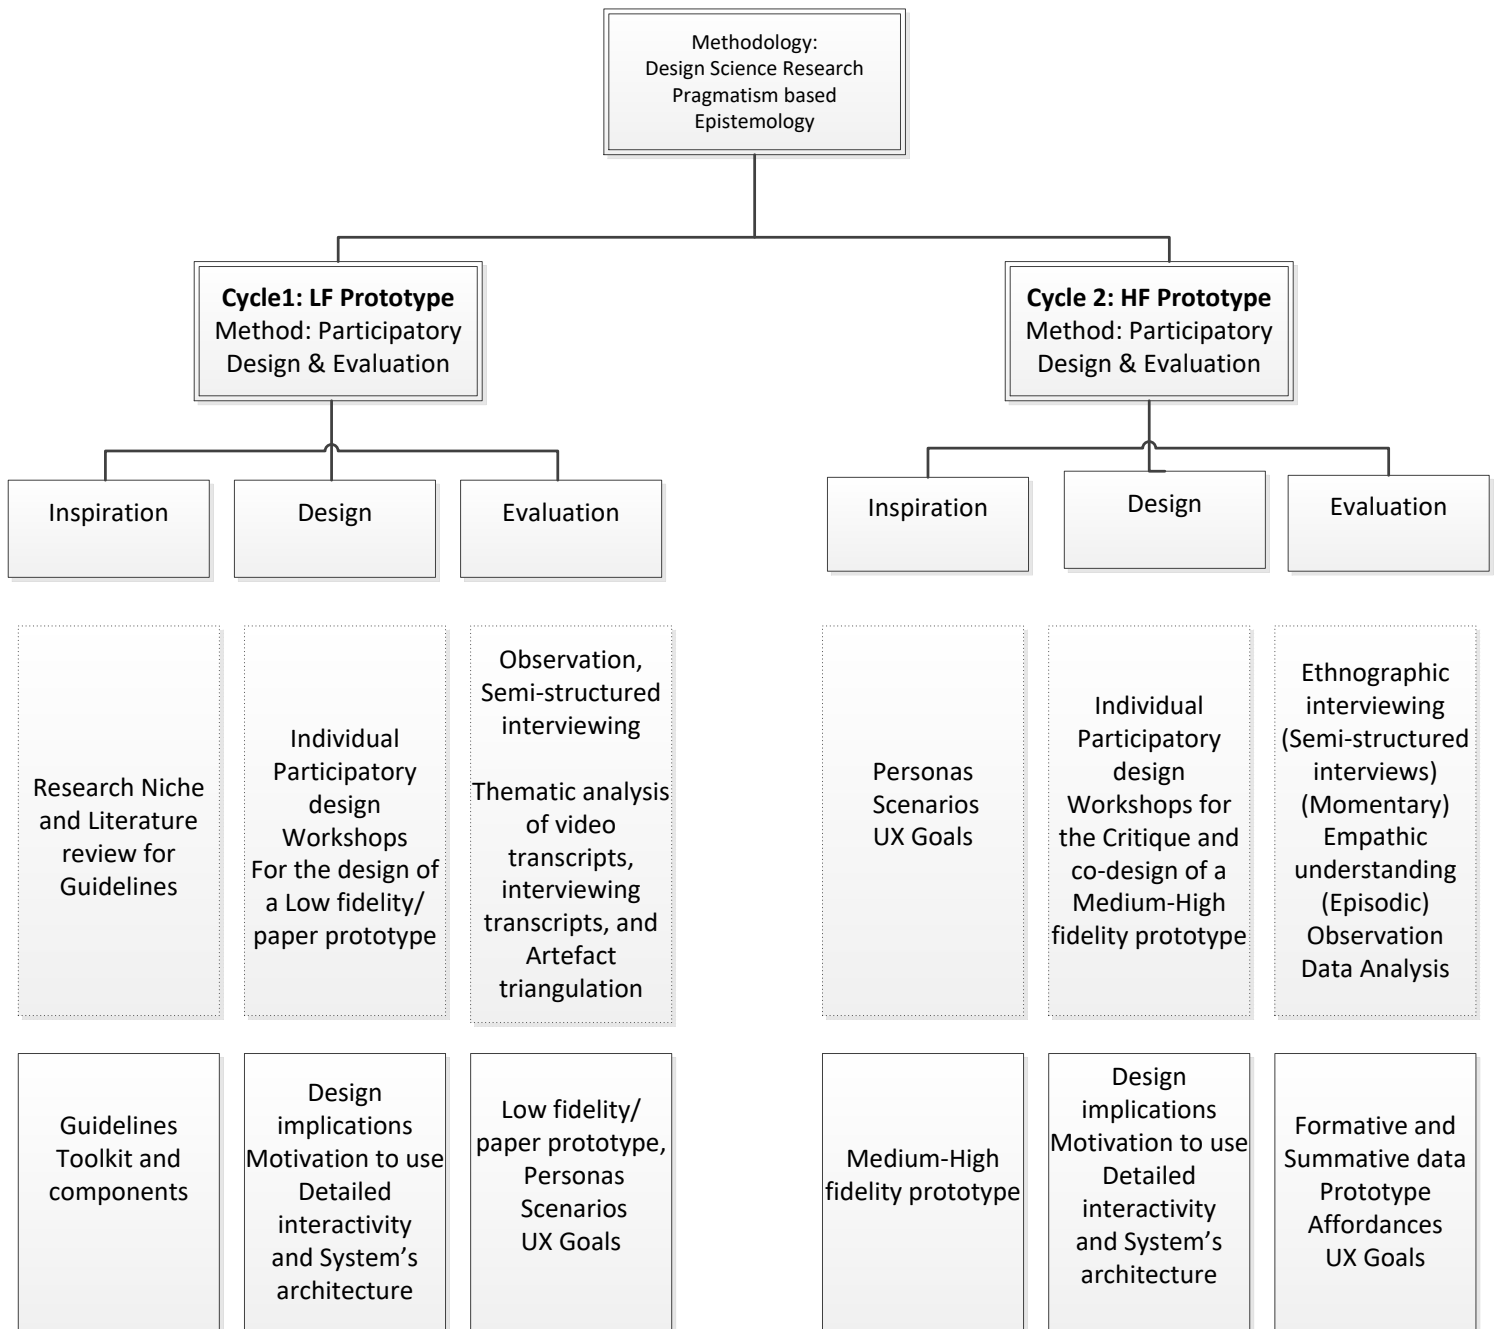 Methodology:
Design Science Research
Pragmatism based
Epistemology
Cycle1: LF Prototype
Method: Participatory
Design & Evaluation
Cycle 2: HF Prototype
Method: Participatory
Design & Evaluation
Inspiration
Design
Evaluation
Inspiration
Design
Evaluation
Research Niche
and Literature
review for
Guidelines
Individual
Participatory
design
Workshops
For the design of
a Low fidelity/
paper prototype
Observation,
Semi-structured
interviewing
Thematic analysis
of video
transcripts,
interviewing
transcripts, and
Artefact
triangulation
Personas
Scenarios
UX Goals
Individual
Participatory
design
Workshops for
the Critique and
co-design of a
Medium-High
fidelity prototype
Ethnographic
interviewing
(Semi-structured
interviews)
(Momentary)
Empathic
understanding
(Episodic)
Observation
Data Analysis
Guidelines
Toolkit and
components
Design
implications
Motivation to use
Detailed
interactivity
and System’s
architecture
Low fidelity/
paper prototype,
Personas
Scenarios
UX Goals
Medium-High
fidelity prototype
Design
implications
Motivation to use
Detailed
interactivity
and System’s
architecture
Formative and
Summative data
Prototype
Affordances
UX Goals